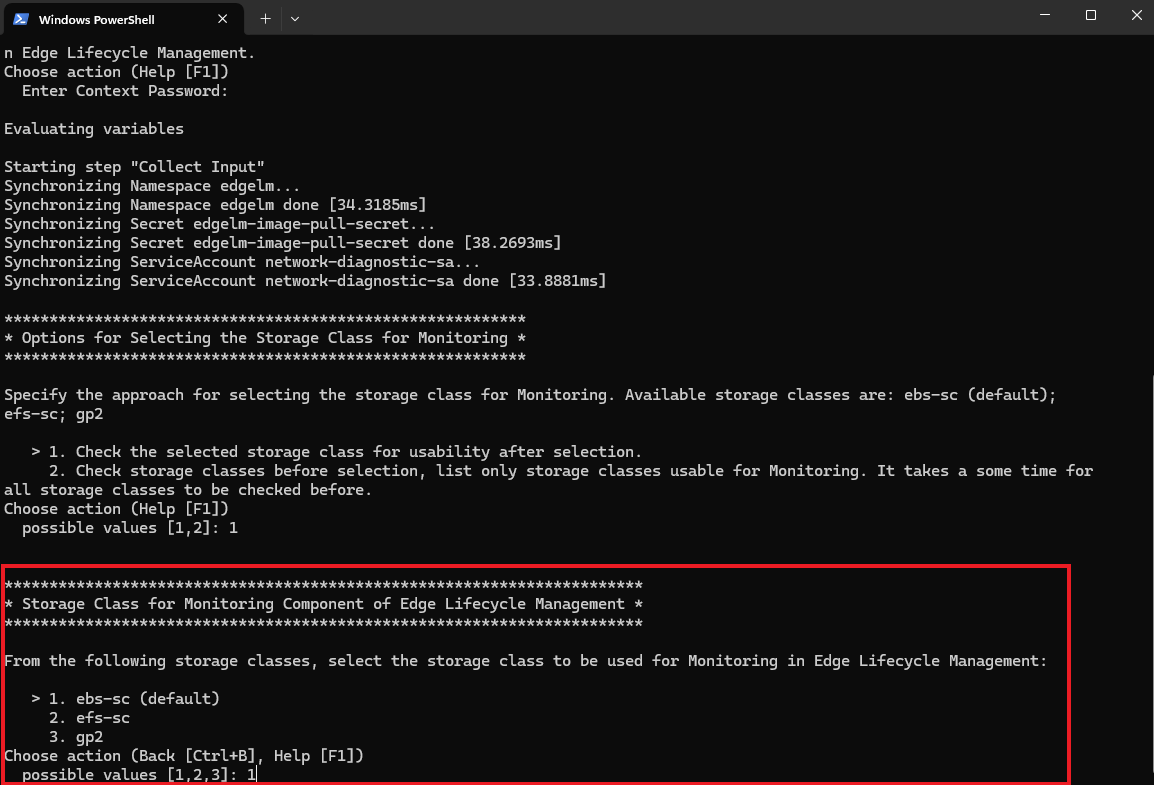 Windows PowerShell
n Edge Lifecycle Management.
Choose action (Help [F1])
  Enter Context Password:
Evaluating variables
Starting step "Collect Input"
Synchronizing Namespace edgelm...
Synchronizing Namespace edgelm done [34.3185ms]
Synchronizing Secret edgelm-image-pull-secret...
Synchronizing Secret edgelm-image-pull-secret done [38.2693ms]
Synchronizing ServiceAccount network-diagnostic-sa...
Synchronizing ServiceAccount network-diagnostic-sa done [33.8881ms]
**********************************************************
* Options for Selecting the Storage Class for Monitoring *
**********************************************************
Specify the approach for selecting the storage class for Monitoring. Available storage classes are: ebs-sc (default);
efs-sc; gp2
   > 1. Check the selected storage class for usability after selection.
     2. Check storage classes before selection, list only storage classes usable for Monitoring. It takes a some time for
all storage classes to be checked before.
Choose action (Help [F1])
  possible values [1,2]: 1
***********************************************************************
* Storage Class for Monitoring Component of Edge Lifecycle Management *
***********************************************************************
From the following storage classes, select the storage class to be used for Monitoring in Edge Lifecycle Management:
   > 1. ebs-sc (default)
     2. efs-sc
     3. gp2
Choose action (Back [Ctrl+B], Help [F1])
  possible values [1,2,3]: 1